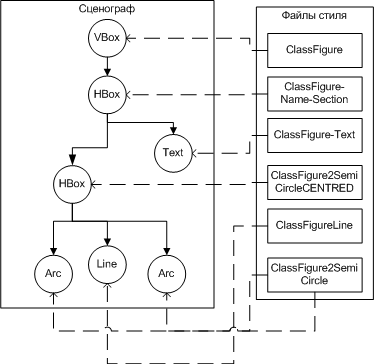 Сценограф
VBox
HBox
Text
HBox
Arc
Line
Arc
Файлы стиля
ClassFigure
ClassFigure-
Name-Section
ClassFigure-Text
ClassFigure2Semi
CircleCENTRED
ClassFigureLine
ClassFigure2Semi
Circle